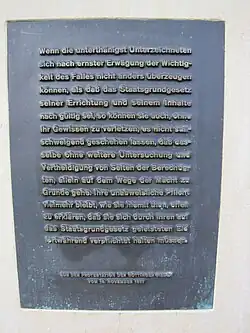 Wenn die unterthänigst Unterzeichneten
sich nach ernster Erwägung der Wichtig-
keit des Falles nicht anders überzeugen
können, als daß das Staatsgrundgesetz
seiner Errichtung und seinem Inhalte
nach gültig sei, so können sie auch, ohne
ihr Gewissen zu verletzen, es nicht still-
schweigend geschehen lassen, daß das-
selbe ohne weitere Untersuchung und
Vertheidigung von Seiten der Berechtig-
ten, allein auf dem Wege der Macht zu
Grunde gehe. Ihre unabweisliche Pflicht
vielmehr bleibt, wie sie hiemit thun, offen
zu erklären, daß sie sich durch ihren auf
das Staatsgrundgesetz geleisteten Eid
fortwährend verpflichtet halten müssen
AUS DER PROTESTATION DER GÖTTINGER SIEBEN
VOM 18. NOVEMBER 1837